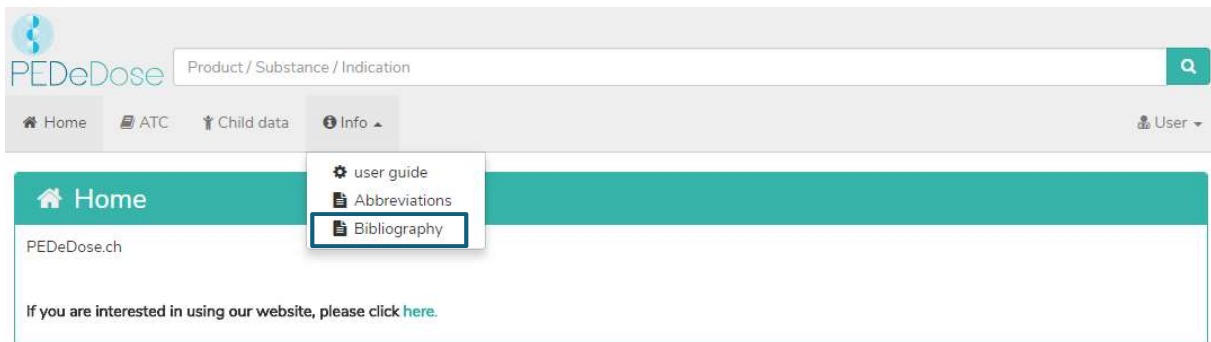 PEDeDose
Product / Substance / Indication
Home ATC Child data Info User
user guide
Abbreviations
Bibliography
Home
PEDeDose.ch
If you are interested in using our website, please click here.